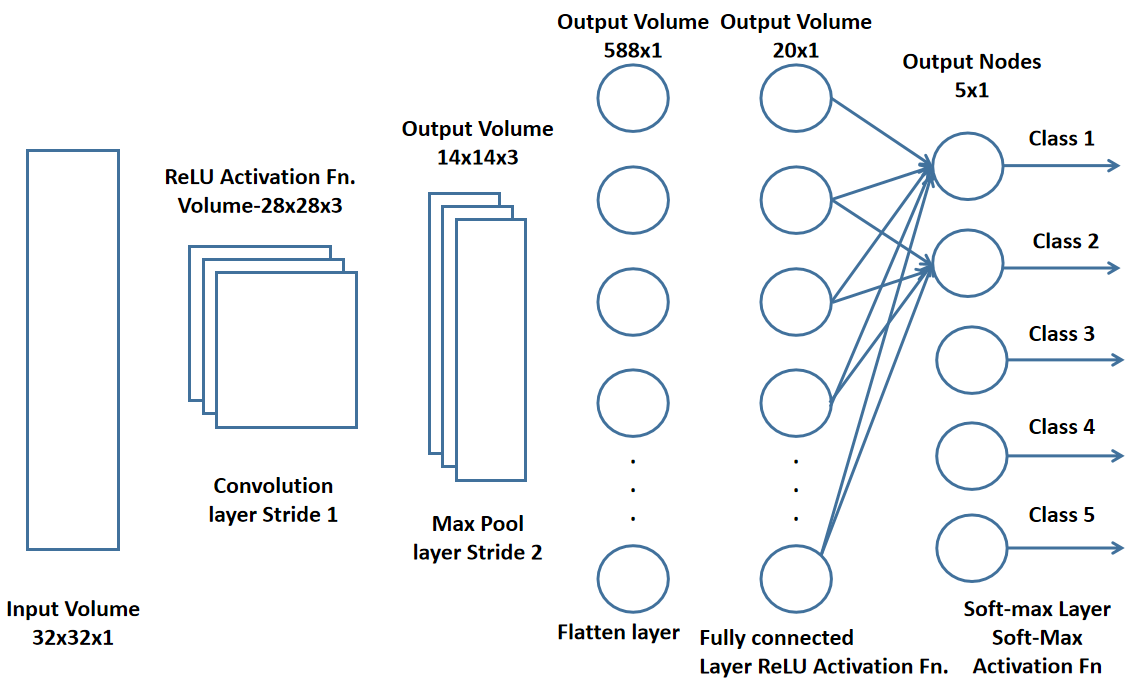 Input Volume
32x32x1
ReLU Activation Fn.
Volume-28x28x3
Convolution
layer Stride 1
Output Volume
14x14x3
Max Pool
layer Stride 2
Output Volume
588x1
Flatten layer
Output Volume
20x1
Fully connected
Layer ReLU Activation Fn.
Output Nodes
5x1
Class 1
Class 2
Class 3
Class 4
Class 5
Soft-max Layer
Soft-Max
Activation Fn